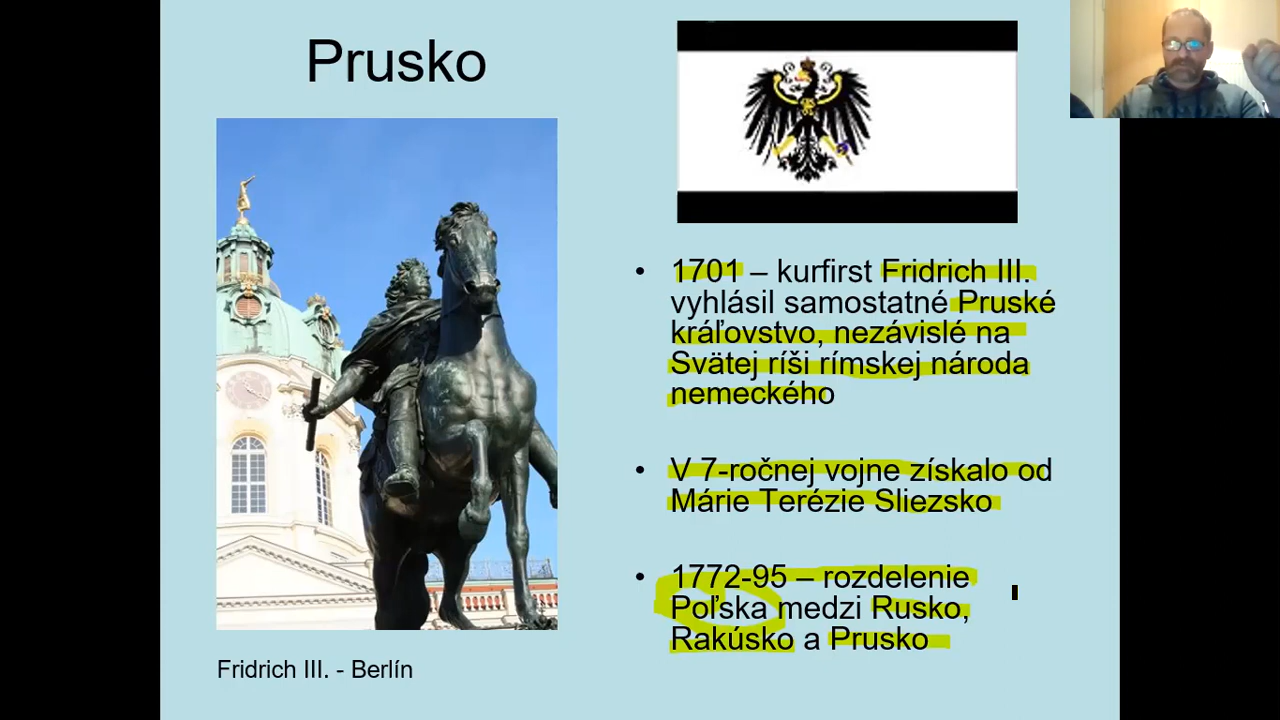 Prusko
• 1701 – kurfirst Fridrich III.
vyhlásil samostatné Pruské
kráľovstvo, nezávislé na
Svätej ríši rímskej národa
nemeckého
• V 7-ročnej vojne získalo od
Márie Terézie Sliezsko
• 1772-95 – rozdelenie
Poľska medzi Rusko,
Rakúsko a Prusko
Fridrich III. - Berlín